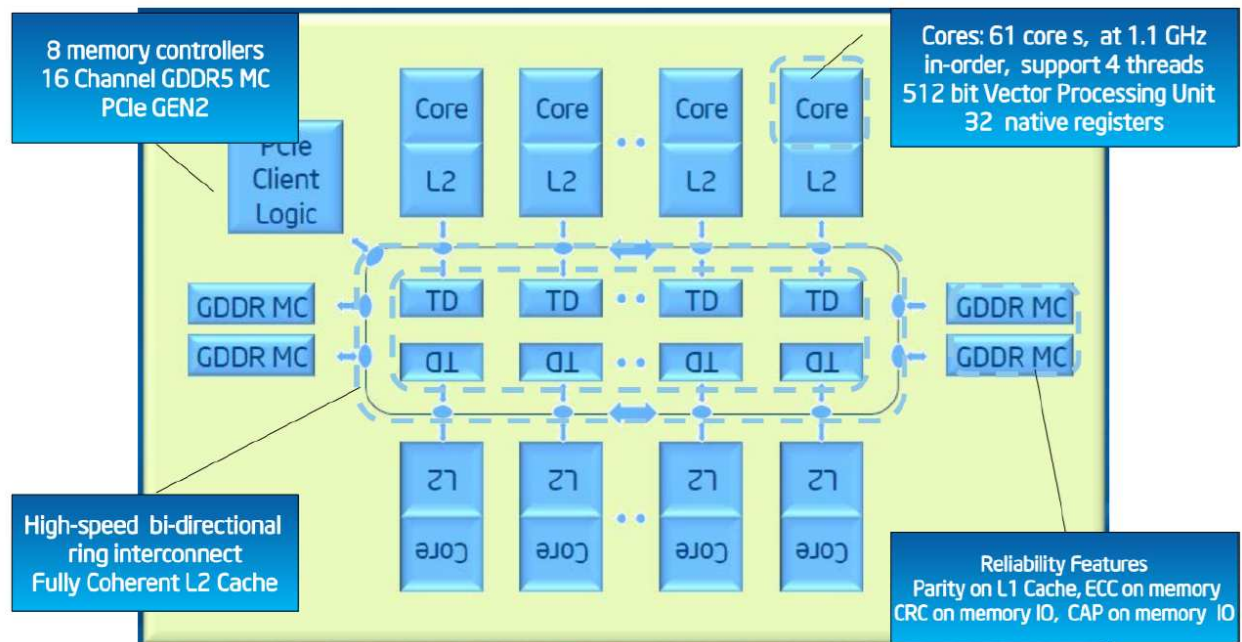 8 memory controllers
16 Channel GDDR5 MC
PCIe GEN2
Cores: 61 core s, at 1.1 GHz
in-order, support 4 threads
512 bit Vector Processing Unit
32 native registers
PCIe
Client
Logic
Core Core Core Core
L2 L2 L2 L2
GDDR MC TD TD TD TD GDDR MC
GDDR MC TD TD TD TD GDDR MC
L2 L2 L2 L2
Core Core Core Core
High-speed bi-directional
ring interconnect
Fully Coherent L2 Cache
Reliability Features
Parity on L1 Cache, ECC on memory
CRC on memory IO, CAP on memory IO